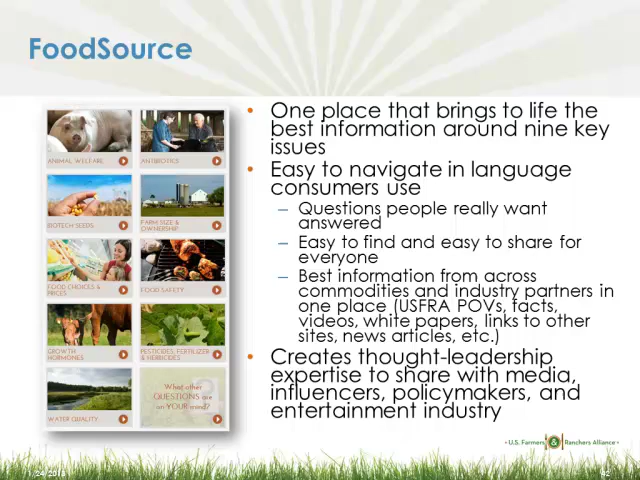 FoodSource
ANIMAL WELFARE
ANTIBIOTICS
BIOTECH SEEDS
FARM SIZE &
OWNERSHIP
FOOD CHOICES &
PRICES
FOOD SAFETY
GROWTH
HORMONES
PESTICIDES, FERTILIZER
& HERBICIDES
WATER QUALITY
What other
QUESTIONS are
on YOUR mind?
• One place that brings to life the
best information around nine key
issues
• Easy to navigate in language
consumers use
– Questions people really want
answered
– Easy to find and easy to share for
everyone
– Best information from across
commodities and industry partners in
one place (USFRA POVs, facts,
videos, white papers, links to other
sites, news articles, etc.)
• Creates thought-leadership
expertise to share with media,
influencers, policymakers, and
entertainment industry
• U.S. Farmers & Ranchers Alliance •
42